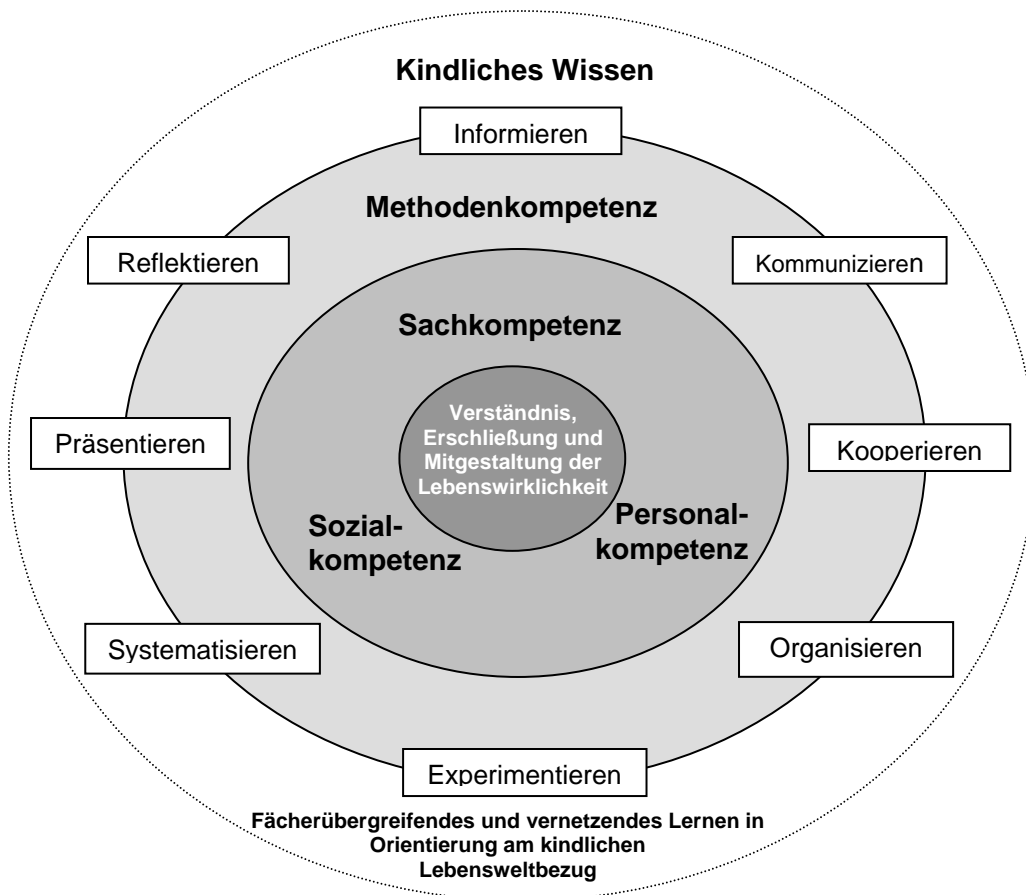 Kindliches Wissen
Informieren
Methodenkompetenz
Reflektieren
Kommunizieren
Sachkompetenz
Verständnis,
Erschließung und
Mitgestaltung der
Lebenswirklichkeit
Präsentieren
Kooperieren
Sozial-
kompetenz
Personal-
kompetenz
Systematisieren
Organisieren
Experimentieren
Fächerübergreifendes und vernetzendes Lernen in
Orientierung am kindlichen
Lebensweltbezug